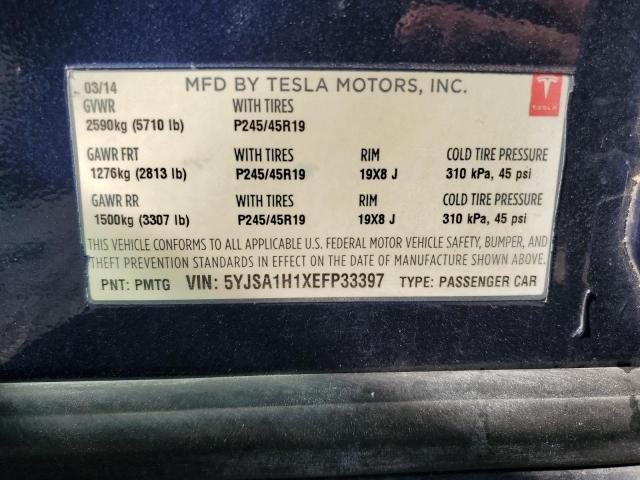 03/14 MFD BY TESLA MOTORS, INC.
GVWR WITH TIRES
2590kg (5710 lb) P245/45R19
TESLA
GAWR FRT WITH TIRES RIM COLD TIRE PRESSURE
1276kg (2813 lb) P245/45R19 19X8 J 310 kPa, 45 psi
GAWR RR WITH TIRES RIM COLD TIRE PRESSURE
1500kg (3307 lb) P245/45R19 19X8 J 310 kPa, 45 psi
THIS VEHICLE CONFORMS TO ALL APPLICABLE U.S. FEDERAL MOTOR VEHICLE SAFETY, BUMPER, AND
THEFT PREVENTION STANDARDS IN EFFECT ON THE DATE OF MANUFACTURE SHOWN ABOVE.
PNT: PMTG VIN: 5YJSA1H1XEFP33397 TYPE: PASSENGER CAR